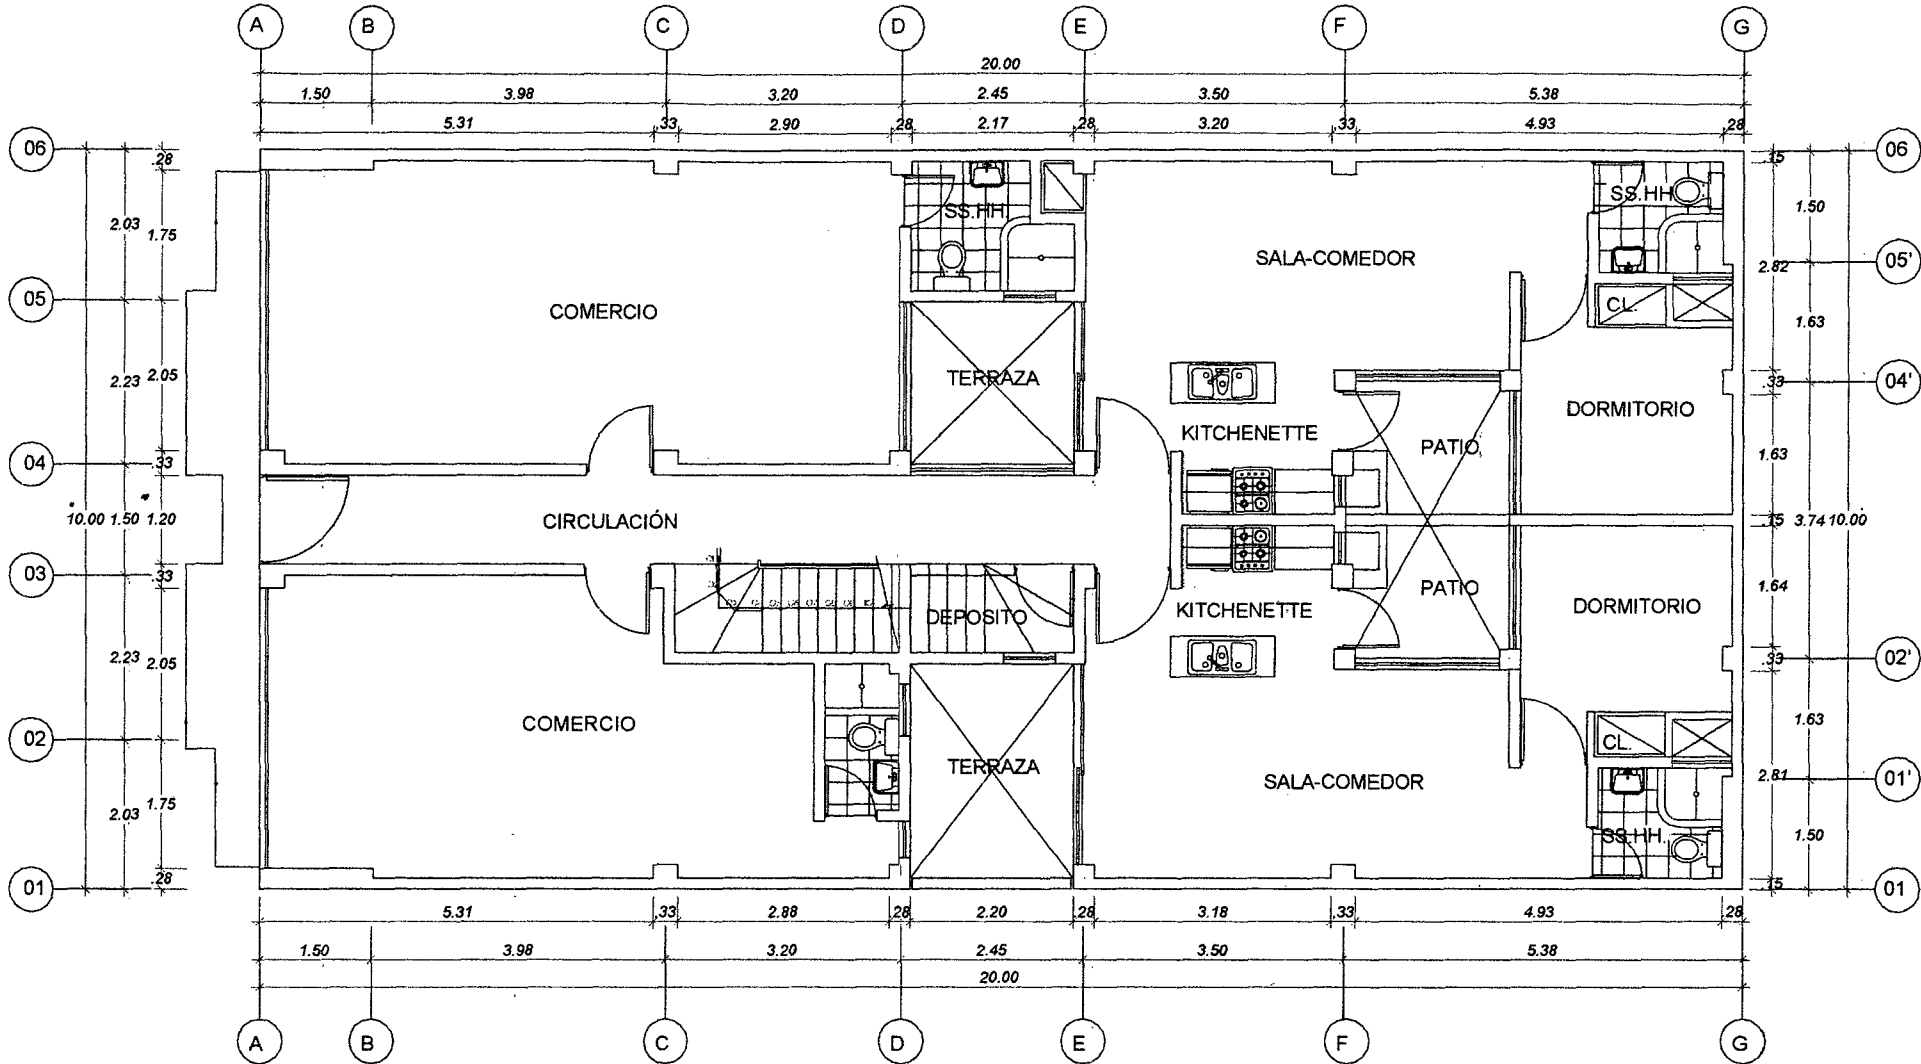 A B C D E F G
20.00
1.50 3.98 3.20 2.45 3.50 5.38
5.31 .33 2.90 .28 2.17 .28 3.20 .33 4.93 .28
06 .28 .15 06
SS.HH. SS.HH
2.03 1.75 1.50
SALA-COMEDOR 2.82 05'
05 COMERCIO CL. 1.63
2.23 2.05 TERRAZA .33 04'
DORMITORIO
KITCHENETTE PATIO 1.63
04 .33
10.00 1.50 1.20 CIRCULACIÓN .15 3.74 10.00
03 .33
PATIO 1.64
KITCHENETTE DORMITORIO
DEPOSITO
2.23 2.05 .33 02'
COMERCIO 1.63
02 CL.
TERRAZA 2.81 01'
SALA-COMEDOR
2.03 1.75 SS.HH. 1.50
01 .28 .15 01
5.31 .33 2.88 .28 2.20 .28 3.18 .33 4.93 .28
1.50 3.98 3.20 2.45 3.50 5.38
20.00
A B C D E F G